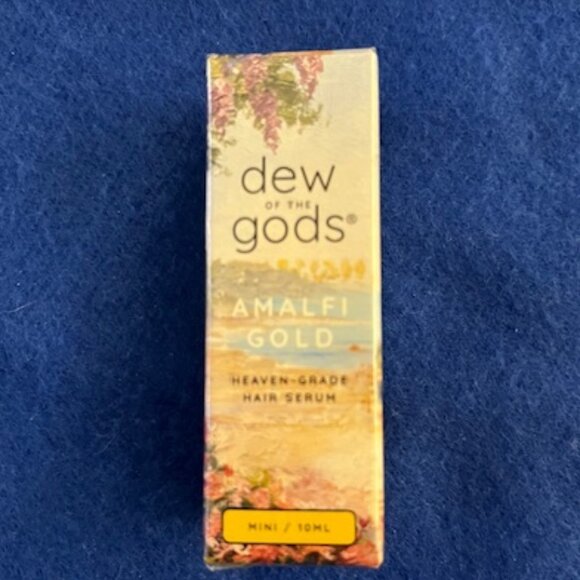 dew
OF THE
gods®
AMALFI
GOLD
HEAVEN-GRADE
HAIR SERUM
MINI / 10ML